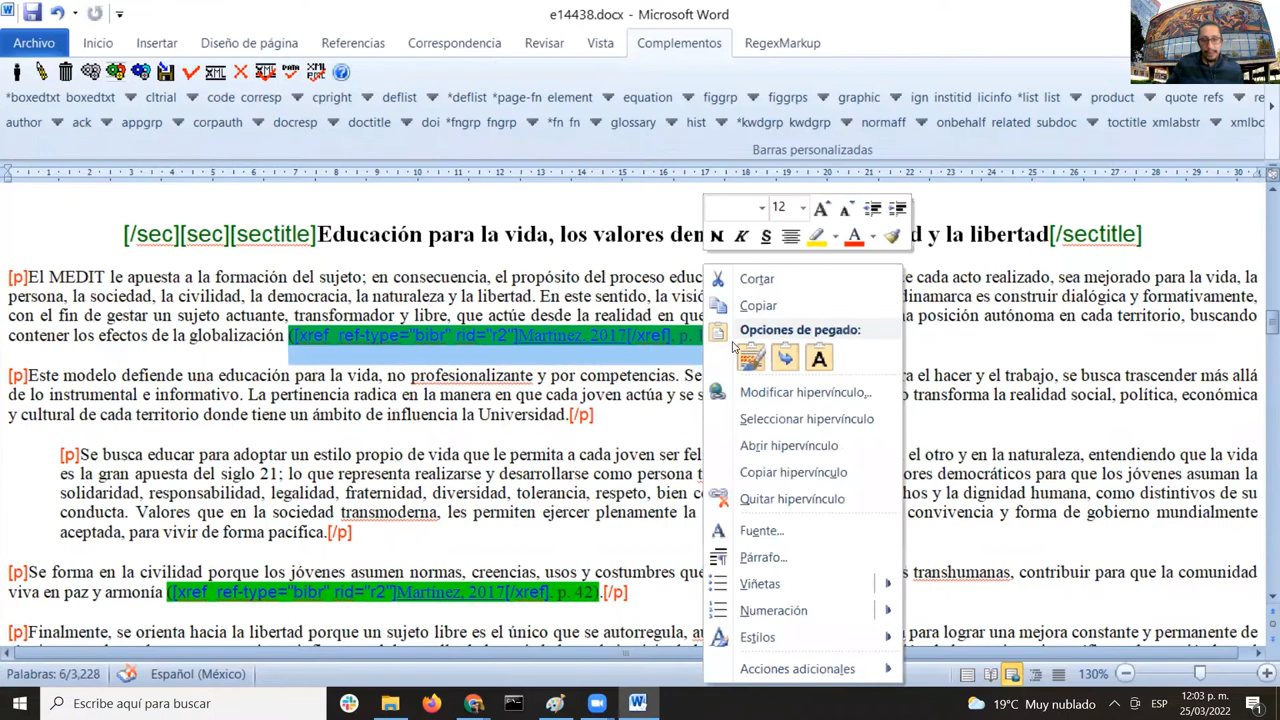 e14438.docx - Microsoft Word
Archivo Inicio Insertar Diseño de página Referencias Correspondencia Revisar Vista Complementos RegexMarkup
*boxedtxt boxedtxt cltrial code corresp cpright deflist *deflist *page-fn element equation figgrp figgrps graphic ign institid licinfo *list list product quote refs re
author ack appgrp corpauth docresp doctitle doi *fngrp fngrp *fn fn glossary hist *kwdgrp kwdgrp normaff onbehalf related subdoc toctitle xmlabstr xmlbc
Barras personalizadas
12
N K S A
[/sec][sec][sectitle]Educación para la vida, los valores dem d y la libertad[/sectitle]
[p]El MEDIT le apuesta a la formación del sujeto; en consecuencia, el propósito del proceso educ cada acto realizado, sea mejorado para la vida, la
persona, la sociedad, la civilidad, la democracia, la naturaleza y la libertad. En este sentido, la visió dinamarca es construir dialógica y formativamente,
con el fin de gestar un sujeto actuante, transformador y libre, que actúe desde la realidad en qu posición autónoma en cada territorio, buscando
contener los efectos de la globalización ([xref ref-type="bibr" rid="r2"]Martínez, 2017[/xref], p. 1
[p]Este modelo defiende una educación para la vida, no profesionalizante y por competencias. Se a el hacer y el trabajo, se busca trascender más allá
de lo instrumental e informativo. La pertinencia radica en la manera en que cada joven actúa y se transforma la realidad social, política, económica
y cultural de cada territorio donde tiene un ámbito de influencia la Universidad.[/p]
[p]Se busca educar para adoptar un estilo propio de vida que le permita a cada joven ser fel el otro y en la naturaleza, entendiendo que la vida
es la gran apuesta del siglo 21; lo que representa realizarse y desarrollarse como persona t ores democráticos para que los jóvenes asuman la
solidaridad, responsabilidad, legalidad, fraternidad, diversidad, tolerancia, respeto, bien c hos y la dignidad humana, como distintivos de su
conducta. Valores que en la sociedad transmoderna, les permiten ejercer plenamente la convivencia y forma de gobierno mundialmente
aceptada, para vivir de forma pacífica.[/p]
[p]Se forma en la civilidad porque los jóvenes asumen normas, creencias, usos y costumbres que s transhumanas, contribuir para que la comunidad
viva en paz y armonía ([xref ref-type="bibr" rid="r2"]Martínez, 2017[/xref], p. 42).[/p]
[p]Finalmente, se orienta hacia la libertad porque un sujeto libre es el único que se autorregula, au para lograr una mejora constante y permanente de
Cortar
Copiar
Opciones de pegado:
Modificar hipervínculo...
Seleccionar hipervínculo
Abrir hipervínculo
Copiar hipervínculo
Quitar hipervínculo
Fuente...
Párrafo...
Viñetas
Numeración
Estilos
Acciones adicionales
Palabras: 6/3,228 Español (México) 130%
Escribe aquí para buscar 19°C Muy nublado ESP 12:03 p. m.
25/03/2022